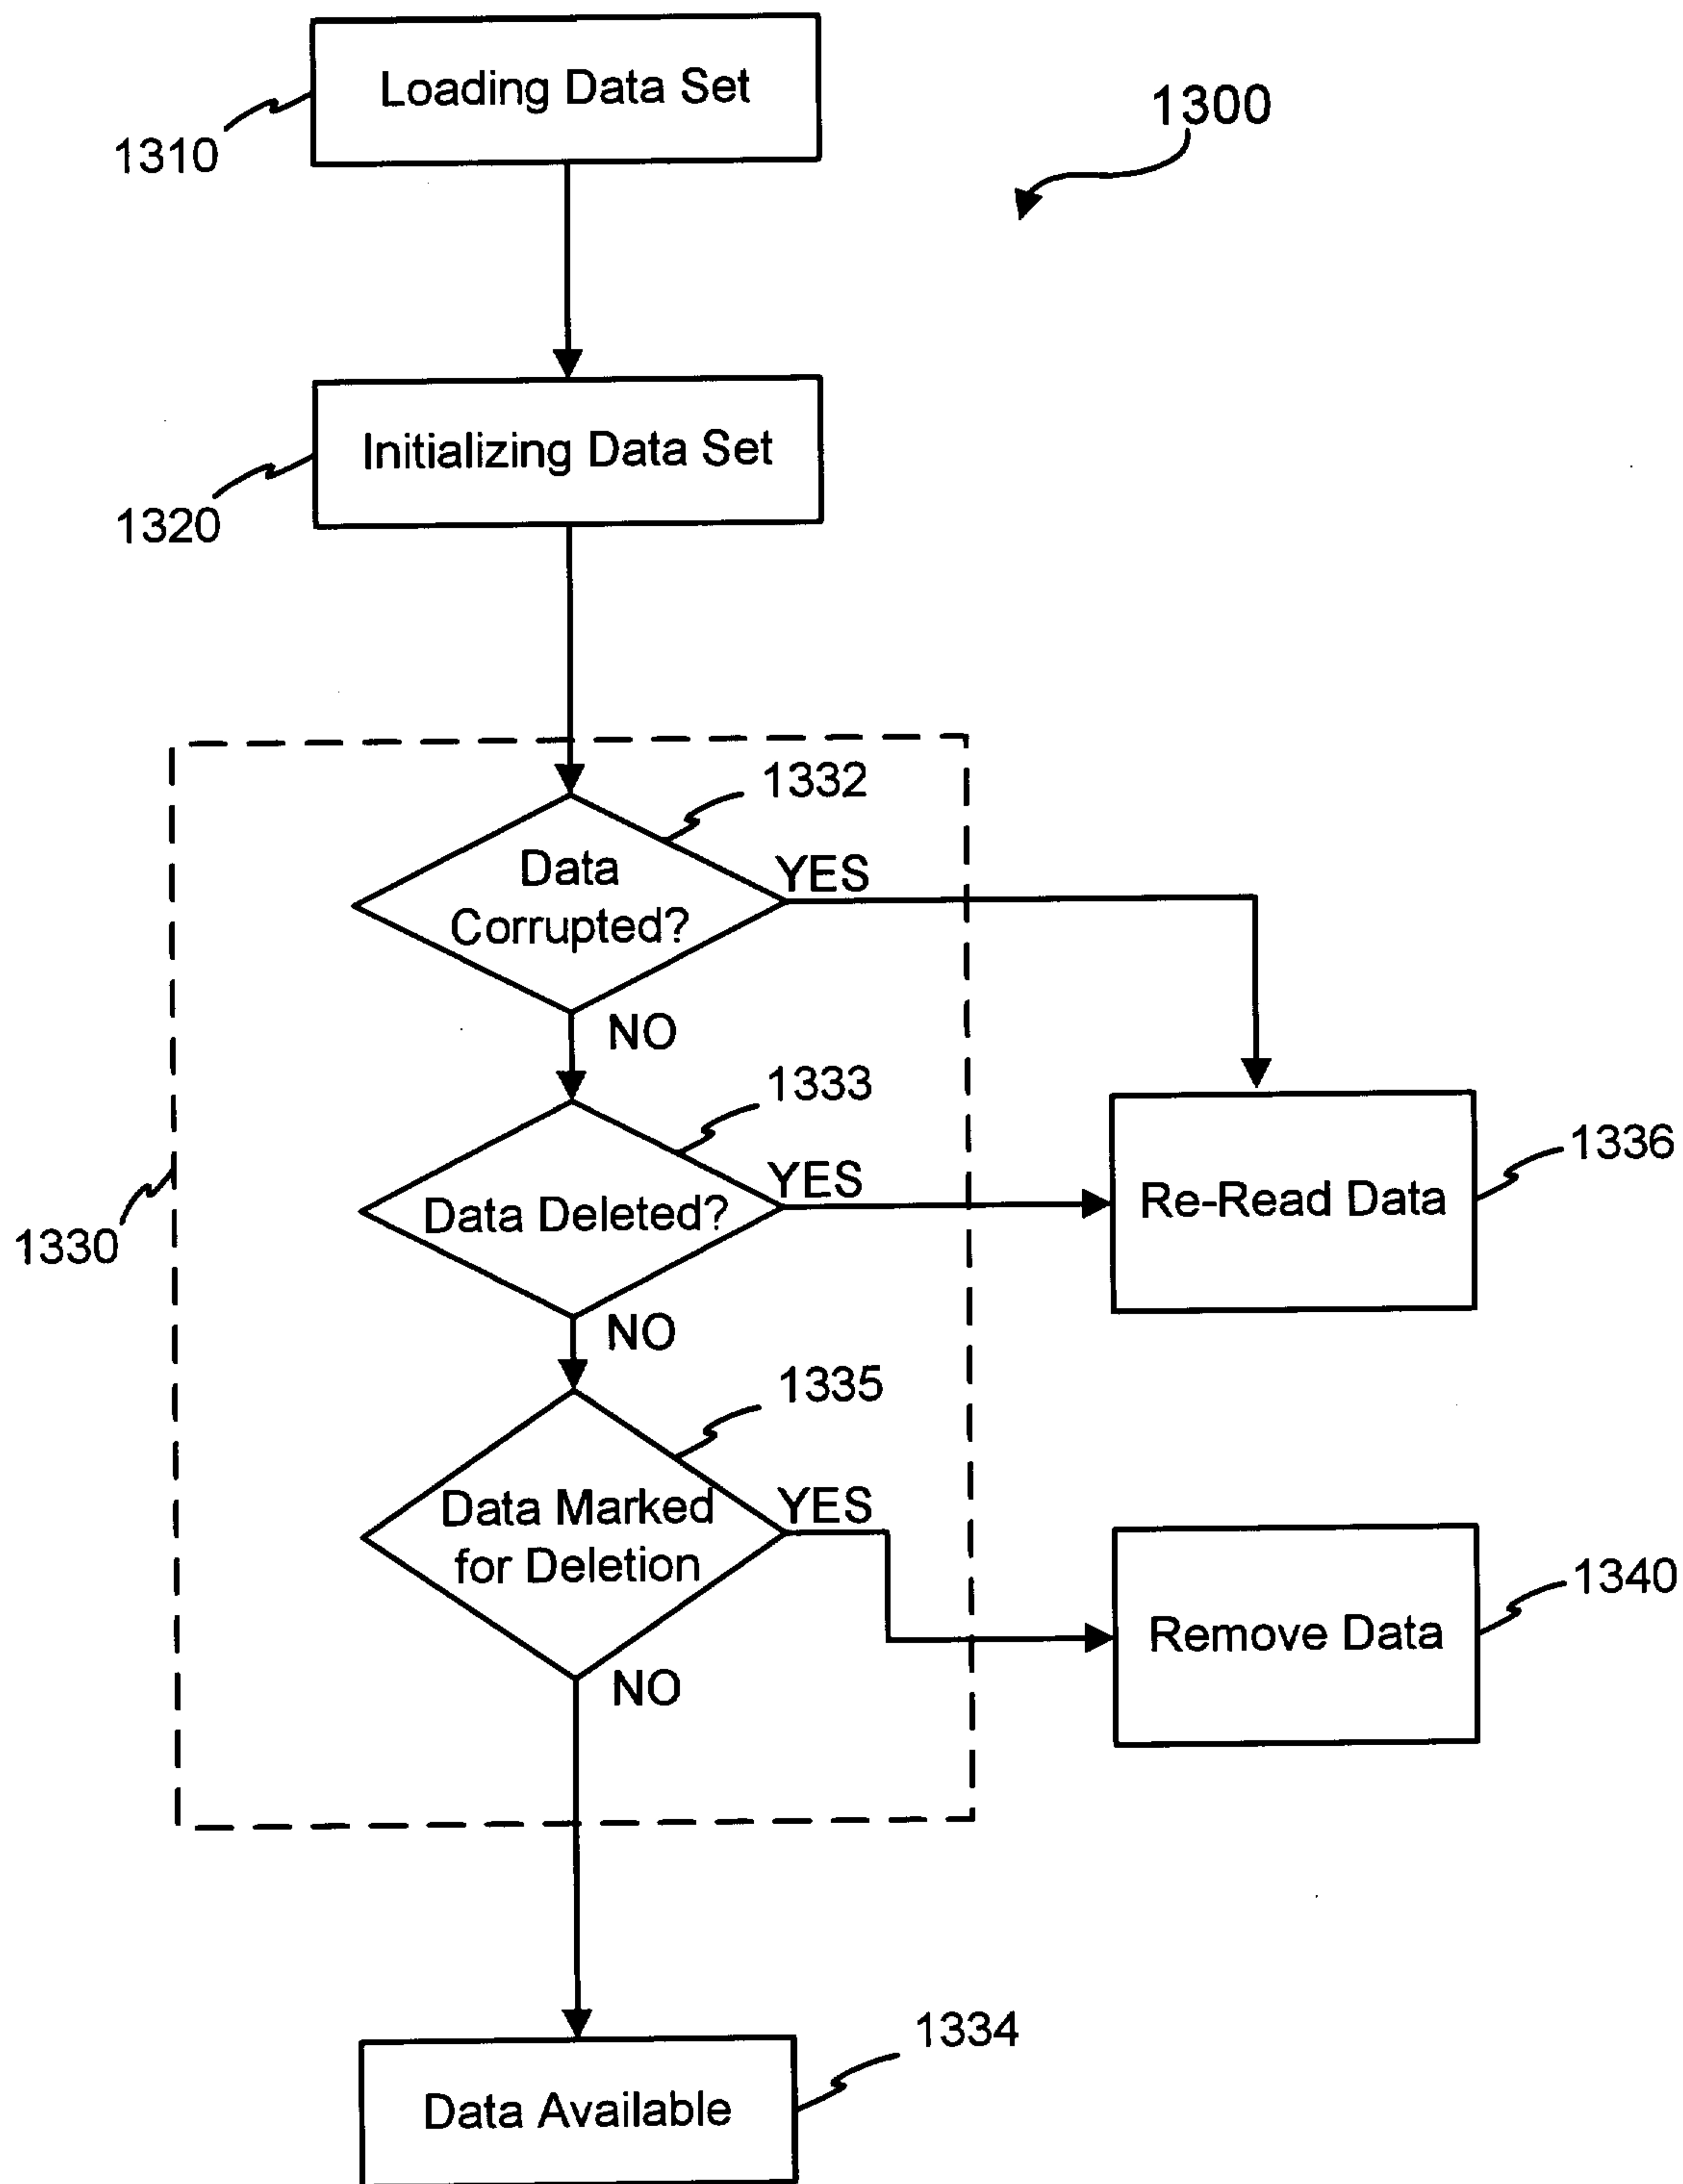 Loading Data Set
1300
1310
Initializing Data Set
1320
1332
Data
Corrupted?
YES
NO
1333
Data Deleted?
YES
NO
1330
Re-Read Data
1336
1335
Data Marked
for Deletion
YES
NO
Remove Data
1340
1334
Data Available